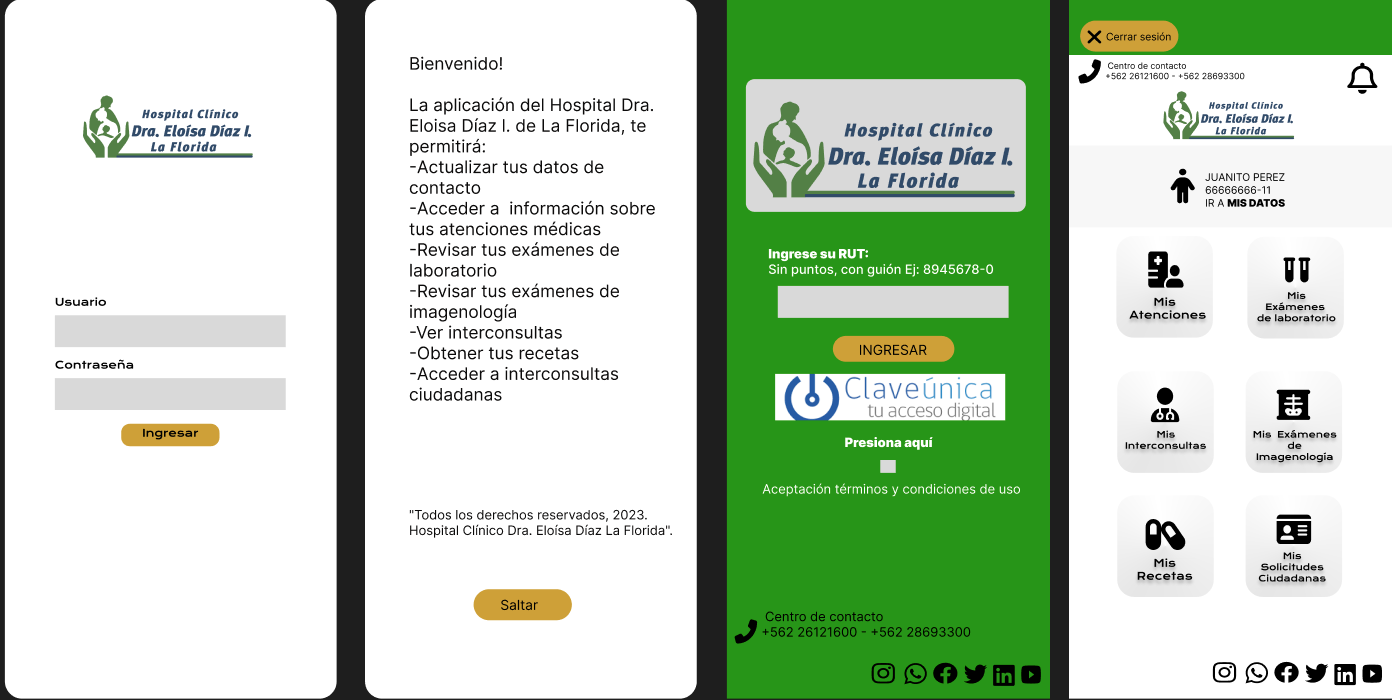 Hospital Clínico
Dra. Eloísa Díaz I.
La Florida
Usuario
Contraseña
Ingresar
Bienvenido!
La aplicación del Hospital Dra.
Eloisa Díaz I. de La Florida, te
permitirá:
-Actualizar tus datos de
contacto
-Acceder a  información sobre
tus atenciones médicas
-Revisar tus exámenes de
laboratorio
-Revisar tus exámenes de
imagenología
-Ver interconsultas
-Obtener tus recetas
-Acceder a interconsultas
ciudadanas
"Todos los derechos reservados, 2023.
Hospital Clínico Dra. Eloísa Díaz La Florida".
Saltar
Hospital Clínico
Dra. Eloísa Díaz I.
La Florida
Ingrese su RUT:
Sin puntos, con guión Ej: 8945678-0
INGRESAR
Claveúnica
tu acceso digital
Presiona aquí
Aceptación términos y condiciones de uso
Centro de contacto
+562 26121600 - +562 28693300
Cerrar sesión
Centro de contacto
+562 26121600 - +562 28693300
Hospital Clínico
Dra. Eloísa Díaz I.
La Florida
JUANITO PEREZ
66666666-11
IR A MIS DATOS
Mis
Atenciones
Mis
Exámenes
de laboratorio
Mis
Interconsultas
Mis  Exámenes
de
Imagenología
Mis
Recetas
Mis
Solicitudes
Ciudadanas